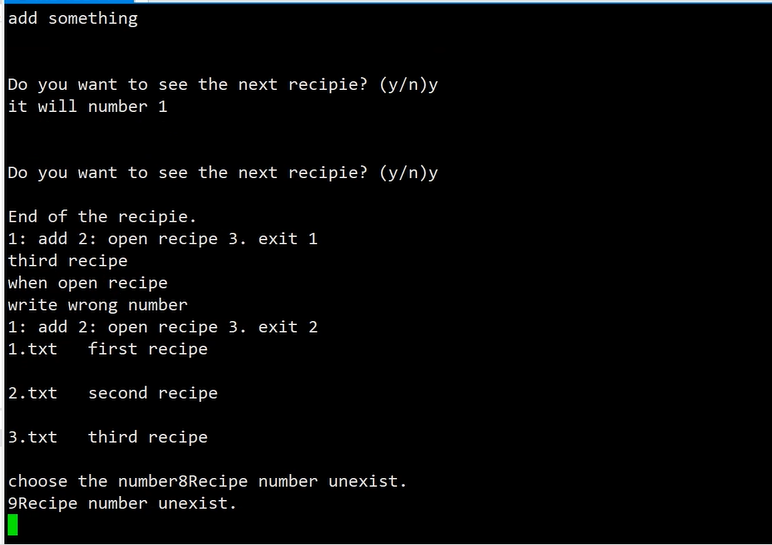 add something
Do you want to see the next recipie? (y/n)y
it will number 1
Do you want to see the next recipie? (y/n)y
End of the recipie.
1: add 2: open recipe 3. exit 1
third recipe
when open recipe
write wrong number
1: add 2: open recipe 3. exit 2
1.txt   first recipe
2.txt   second recipe
3.txt   third recipe
choose the number8Recipe number unexist.
9Recipe number unexist.